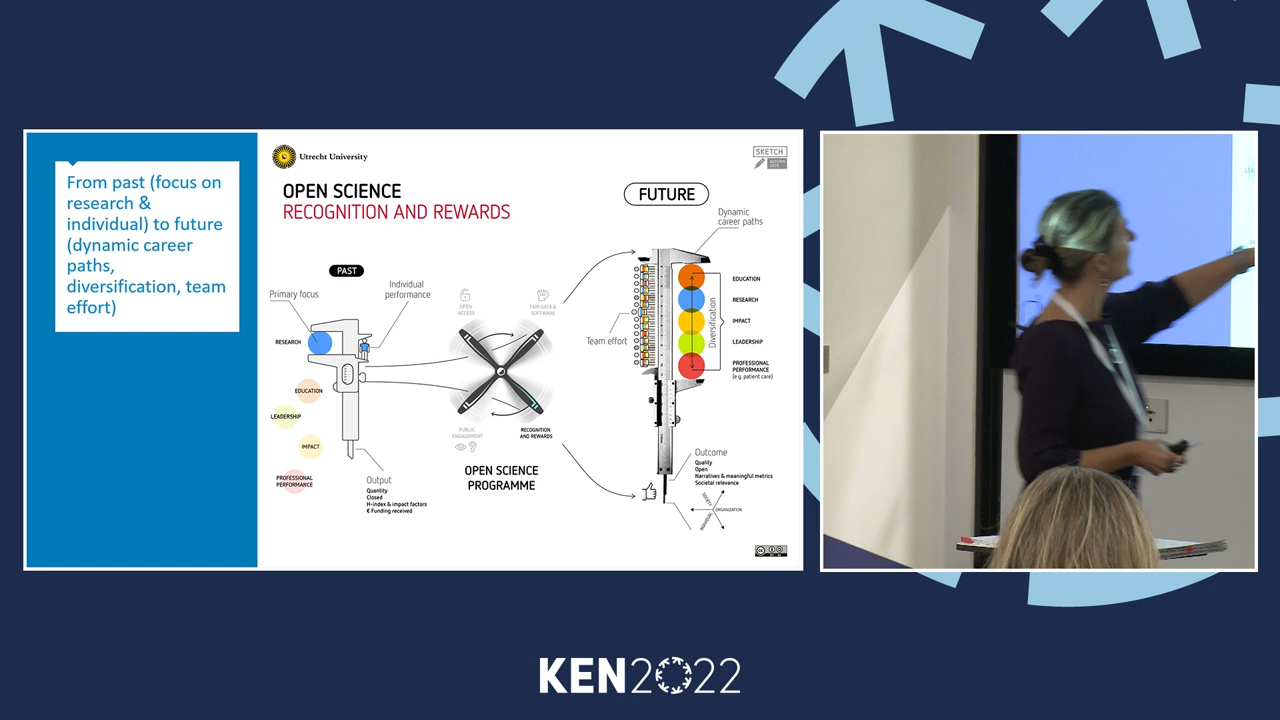 From past (focus on
research &
individual) to future
(dynamic career
paths,
diversification, team
effort)
Utrecht University
SKETCH
OPEN SCIENCE
RECOGNITION AND REWARDS
PAST
Primary focus
Individual
performance
RESEARCH
EDUCATION
LEADERSHIP
IMPACT
PROFESSIONAL
PERFORMANCE
Output
Quantity
Closed
H-index & impact factors
€ Funding received
OPEN
ACCESS
FAIR DATA &
SOFTWARE
PUBLIC
ENGAGEMENT
RECOGNITION
AND REWARDS
OPEN SCIENCE
PROGRAMME
FUTURE
Dynamic
career paths
Team effort
Diversification
EDUCATION
RESEARCH
IMPACT
LEADERSHIP
PROFESSIONAL
PERFORMANCE
(e.g. patient care)
Outcome
Quality
Open
Narratives & meaningful metrics
Societal relevance
SOCIETY
ORGANIZATION
INDIVIDUAL
KEN2022